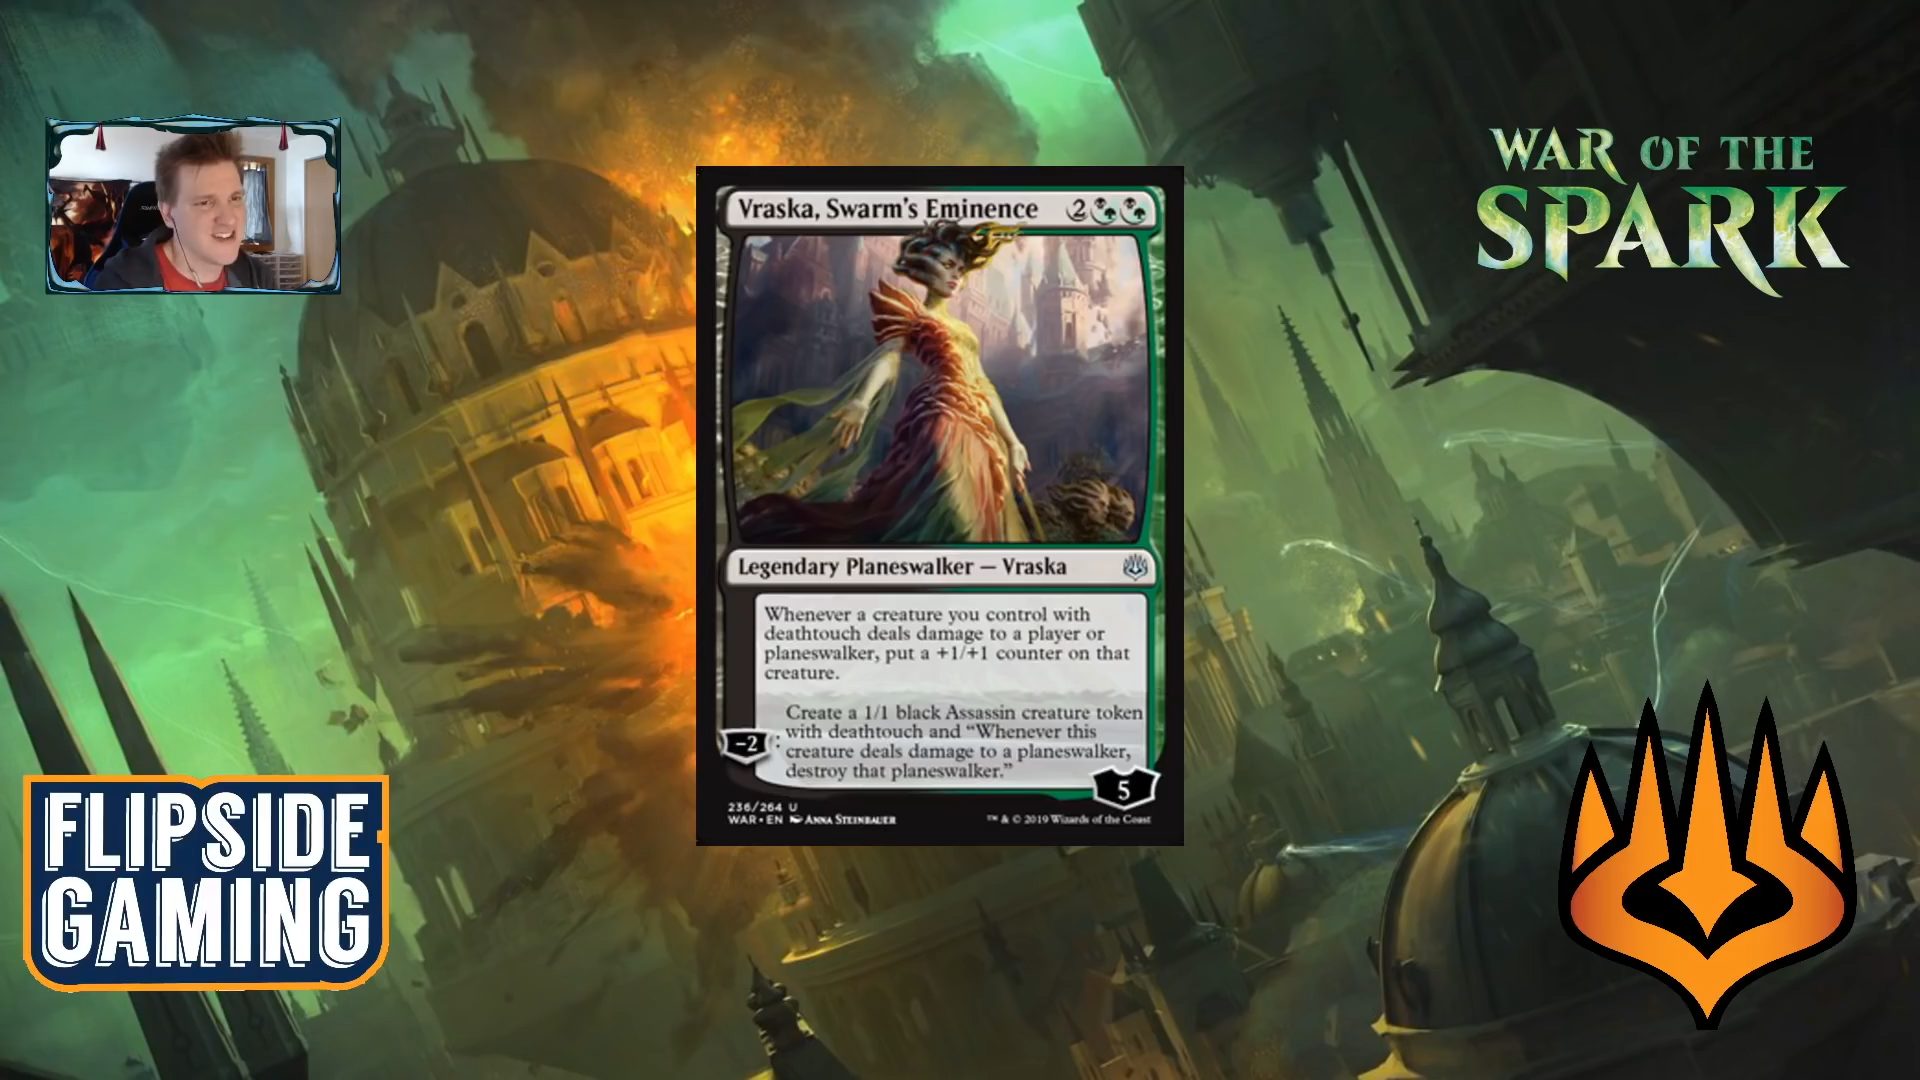 WAR OF THE
SPARK
Vraska, Swarm's Eminence 2
Legendary Planeswalker — Vraska
Whenever a creature you control with
deathtouch deals damage to a player or
planeswalker, put a +1/+1 counter on that
creature.
−2: Create a 1/1 black Assassin creature token
with deathtouch and “Whenever this
creature deals damage to a planeswalker,
destroy that planeswalker.”
5
236/264 U
WAR • EN ANNA STEINBAUER
™ & © 2019 Wizards of the Coast
FLIPSIDE
GAMING